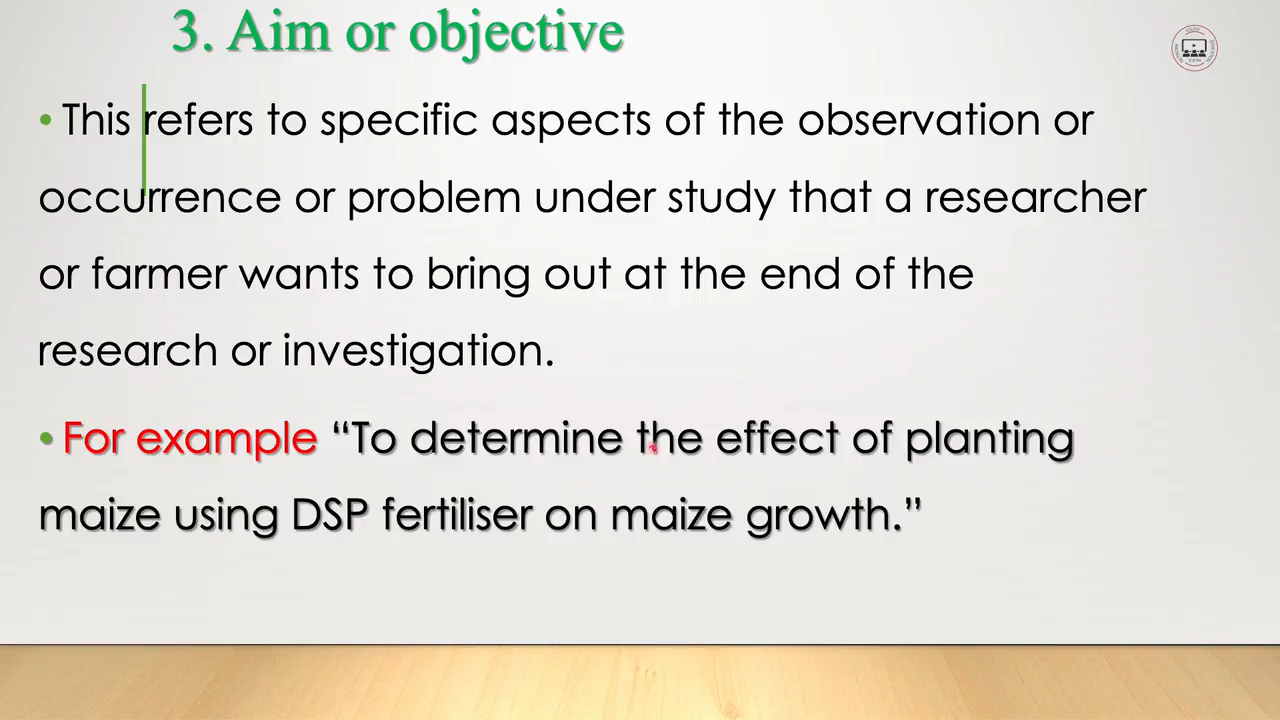 3. Aim or objective
• This refers to specific aspects of the observation or
occurrence or problem under study that a researcher
or farmer wants to bring out at the end of the
research or investigation.
• For example “To determine the effect of planting
maize using DSP fertiliser on maize growth.”